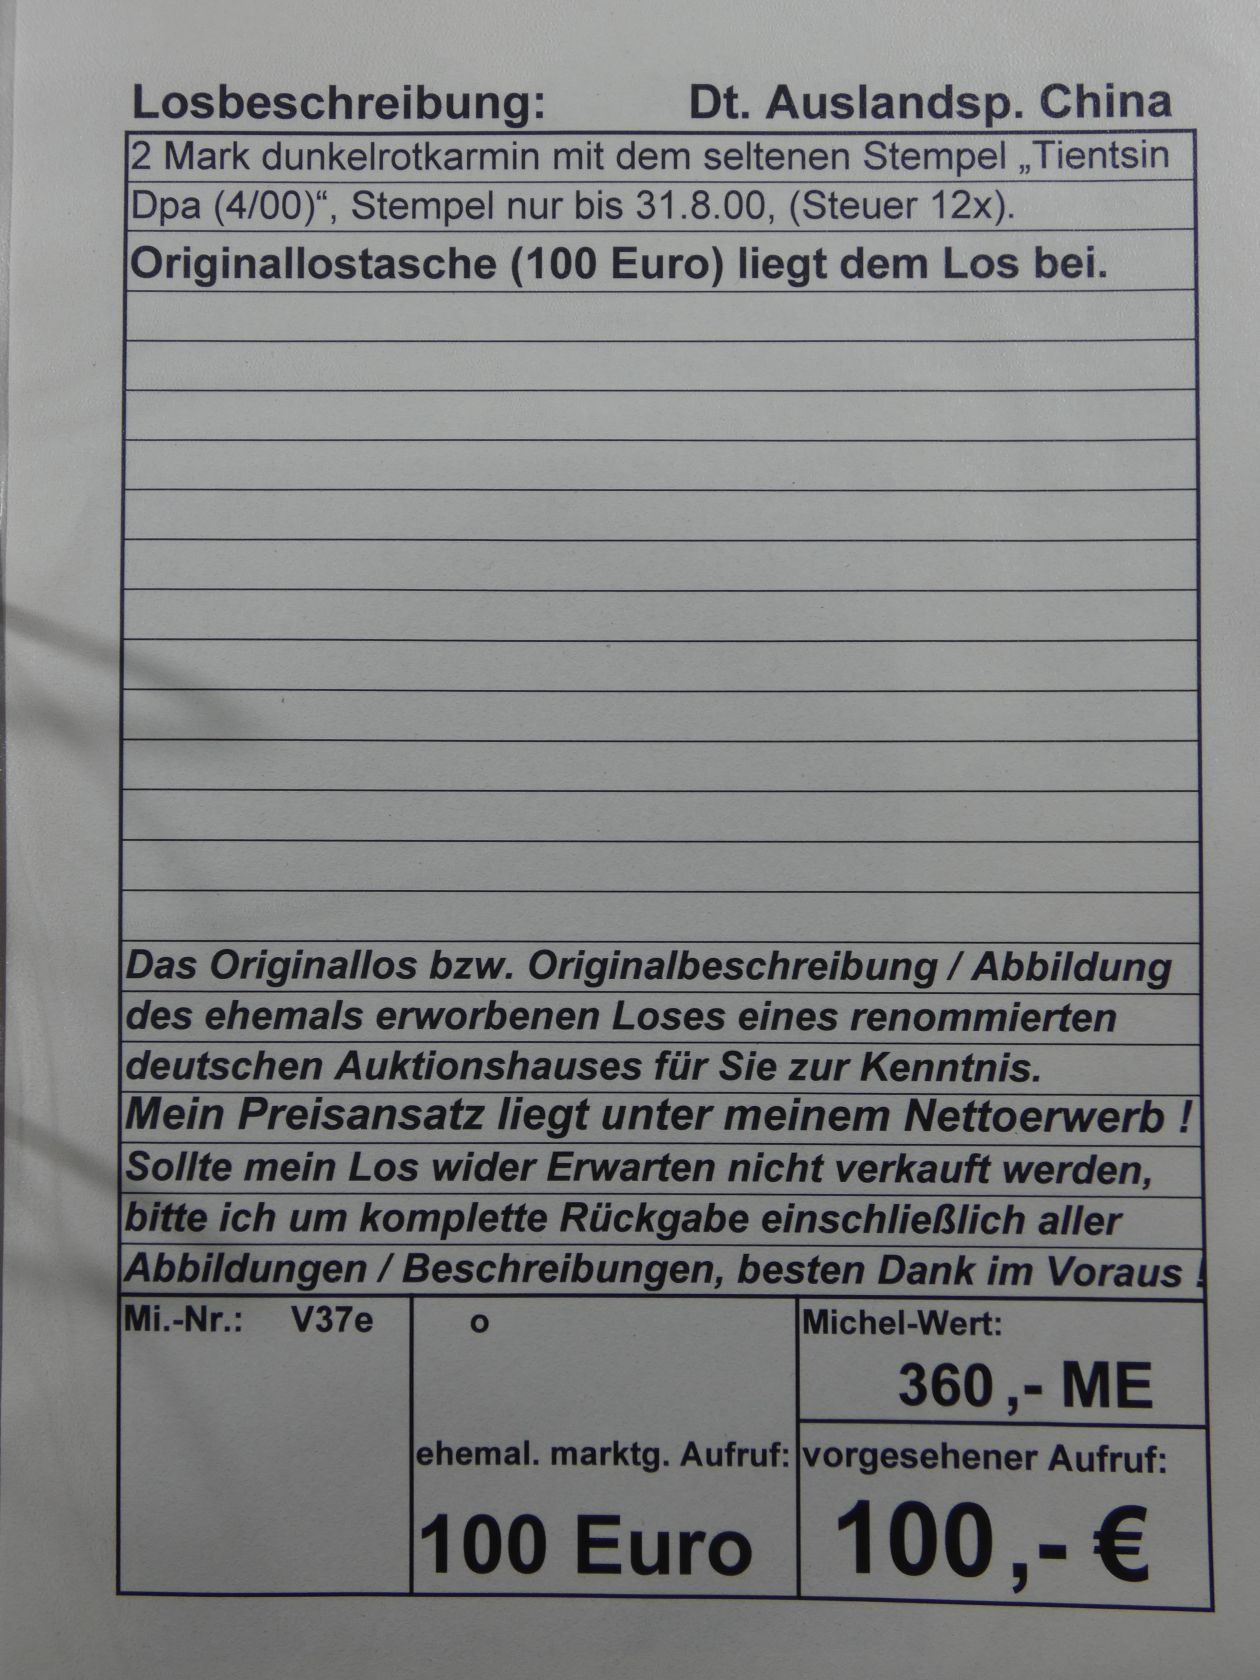 Losbeschreibung: Dt. Auslandsp. China
2 Mark dunkelrotkarmin mit dem seltenen Stempel „Tientsin
Dpa (4/00)“, Stempel nur bis 31.8.00, (Steuer 12x).
Originallostasche (100 Euro) liegt dem Los bei.
Das Originallos bzw. Originalbeschreibung / Abbildung
des ehemals erworbenen Loses eines renommierten
deutschen Auktionshauses für Sie zur Kenntnis.
Mein Preisansatz liegt unter meinem Nettoerwerb !
Sollte mein Los wider Erwarten nicht verkauft werden,
bitte ich um komplette Rückgabe einschließlich aller
Abbildungen / Beschreibungen, besten Dank im Voraus !
Mi.-Nr.: V37e o Michel-Wert:
360 ,- ME
ehemal. marktg. Aufruf: vorgesehener Aufruf:
100 Euro 100 ,- €